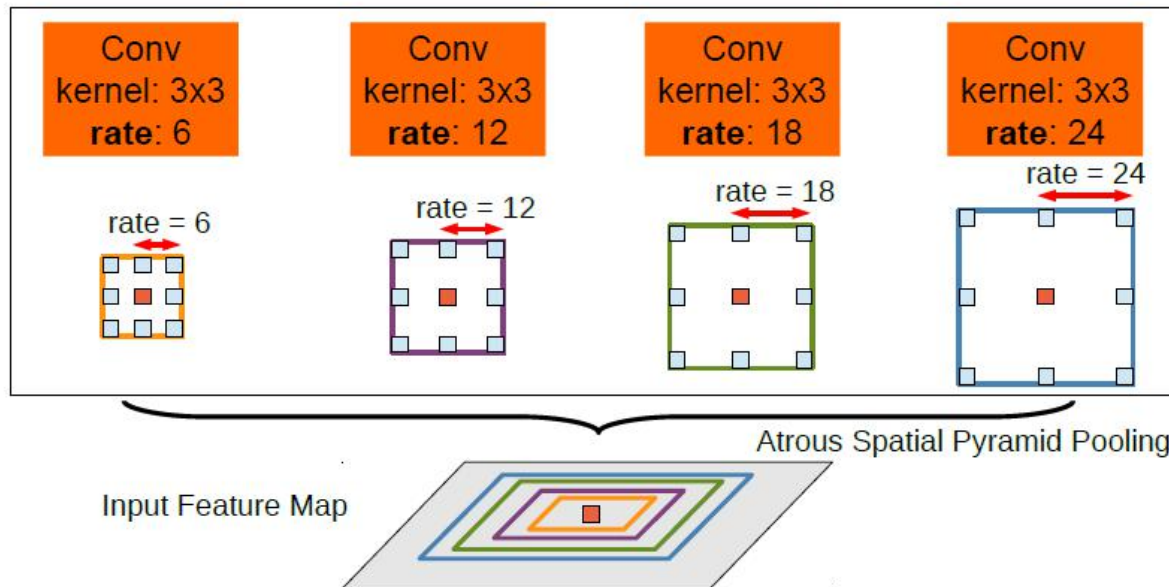 Conv
kernel: 3x3
rate: 6
Conv
kernel: 3x3
rate: 12
Conv
kernel: 3x3
rate: 18
Conv
kernel: 3x3
rate: 24
rate = 6
rate = 12
rate = 18
rate = 24
Atrous Spatial Pyramid Pooling
Input Feature Map